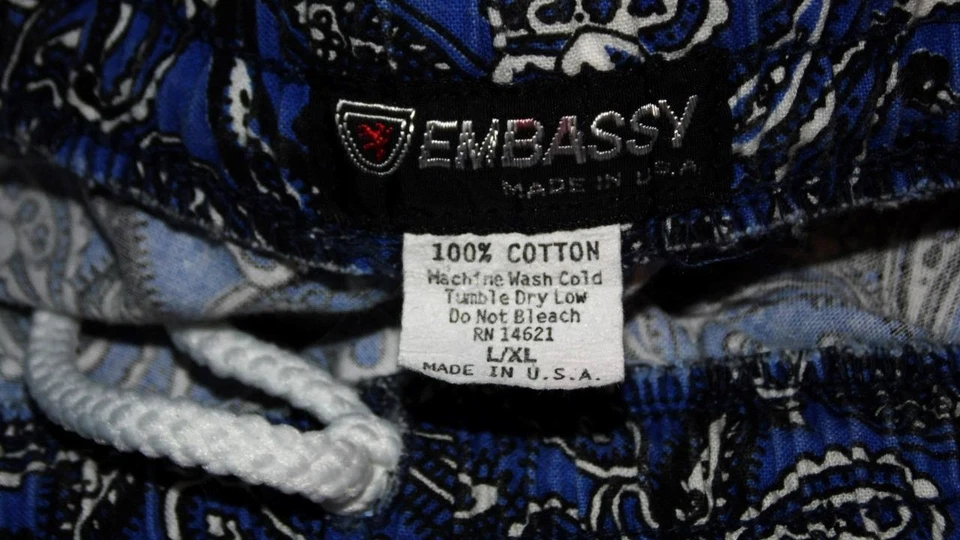 EMBASSY
MADE IN U.S.A
100% COTTON
Machine Wash Cold
Tumble Dry Low
Do Not Bleach
RN 14621
L/XL
MADE IN U.S.A.